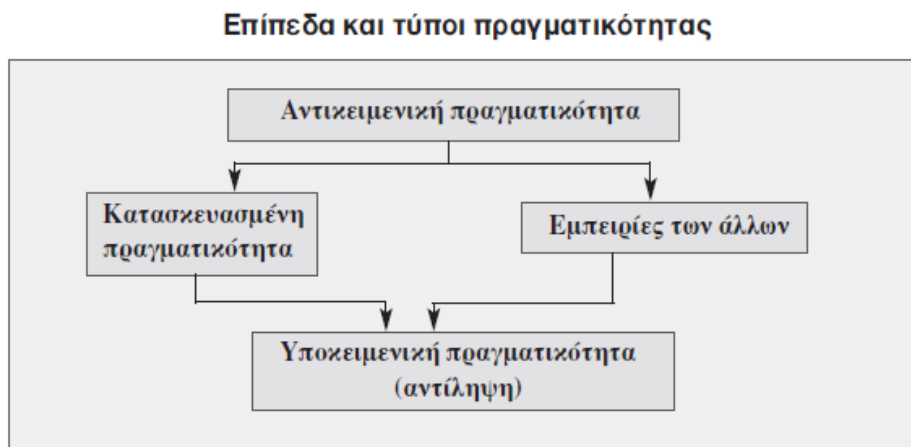 Επίπεδα και τύποι πραγματικότητας
Αντικειμενική πραγματικότητα
Κατασκευασμένη
πραγματικότητα
Εμπειρίες των άλλων
Υποκειμενική πραγματικότητα
(αντίληψη)